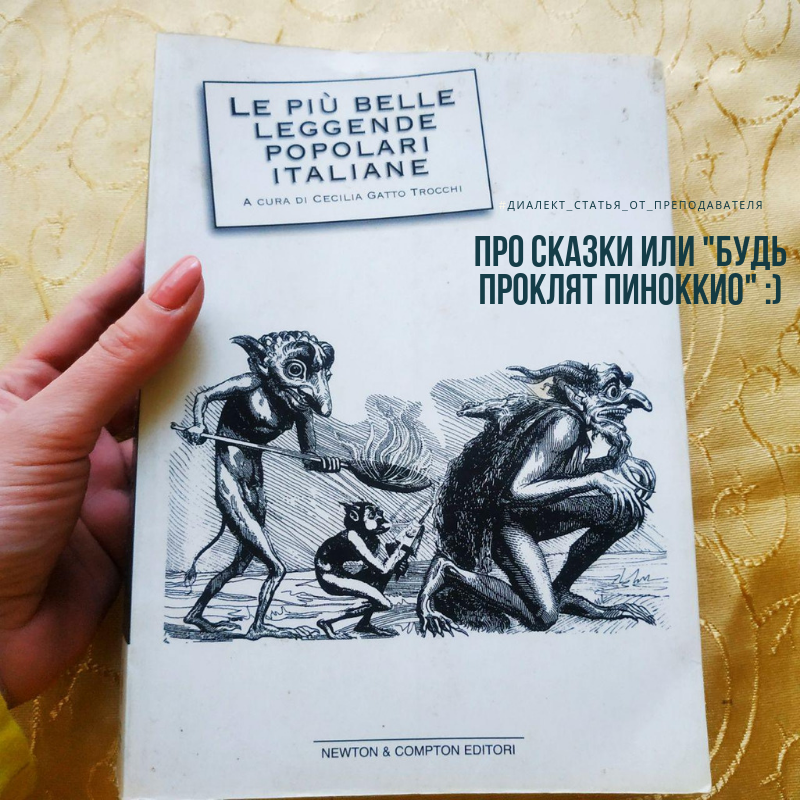 LE PIÙ BELLE
LEGGENDE
POPOLARI
ITALIANE
A CURA DI CECILIA GATTO TROCCHI
ДИАЛЕКТ_СТАТЬЯ_ОТ_ПРЕПОДАВАТЕЛЯ
ПРО СКАЗКИ ИЛИ "БУДЬ
ПРОКЛЯТ ПИНОККИО" :)
NEWTON & COMPTON EDITORI